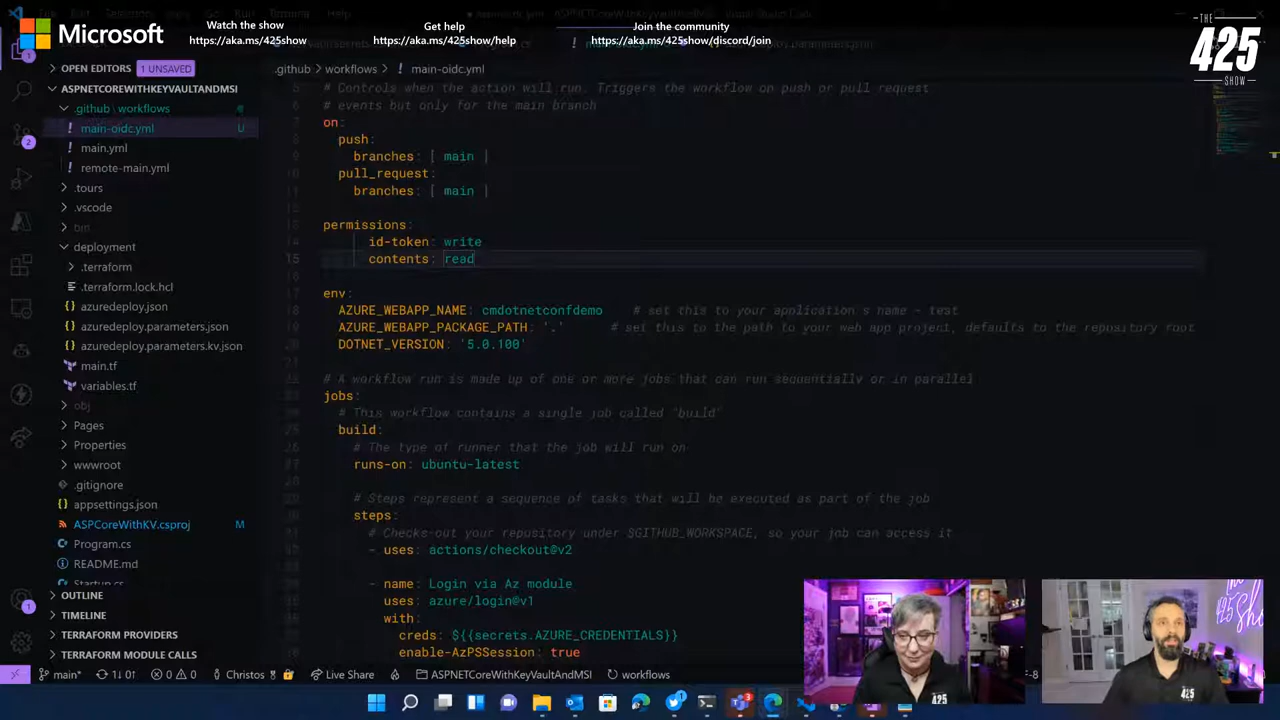 Microsoft
Watch the show
https://aka.ms/425show
Get help
https://aka.ms/425show/help
Join the community
https://aka.ms/425show/discord/join
THE
425
SHOW
OPEN EDITORS 1 UNSAVED
.github > workflows > ! main-oidc.yml
ASPNETCOREWITHKEYVAULTANDMSI
.github \ workflows
! main-oidc.yml U
! main.yml
! remote-main.yml
.tours
.vscode
bin
deployment
.terraform
.terraform.lock.hcl
azuredeploy.json
azuredeploy.parameters.json
azuredeploy.parameters.kv.json
main.tf
variables.tf
obj
Pages
Properties
wwwroot
.gitignore
appsettings.json
ASPCoreWithKV.csproj M
Program.cs
README.md
Startup.cs
OUTLINE
TIMELINE
TERRAFORM PROVIDERS
TERRAFORM MODULE CALLS
# Controls when the action will run. Triggers the workflow on push or pull request
# events but only for the main branch
on:
push:
branches: [ main ]
pull_request:
branches: [ main ]
permissions:
id-token: write
contents: read
env:
AZURE_WEBAPP_NAME: cmdotnetconfdemo # set this to your application's name - test
AZURE_WEBAPP_PACKAGE_PATH: '.' # set this to the path to your web app project, defaults to the repository root
DOTNET_VERSION: '5.0.100'
# A workflow run is made up of one or more jobs that can run sequentially or in parallel
jobs:
# This workflow contains a single job called "build"
build:
# The type of runner that the job will run on
runs-on: ubuntu-latest
# Steps represent a sequence of tasks that will be executed as part of the job
steps:
# Checks-out your repository under $GITHUB_WORKSPACE, so your job can access it
- uses: actions/checkout@v2
- name: Login via Az module
uses: azure/login@v1
with:
creds: ${{secrets.AZURE_CREDENTIALS}}
enable-AzPSSession: true
main* 1↓ 0↑ 0 0 Christos Live Share ASPNETCOREWithKeyVaultAndMSI workflows
425
425